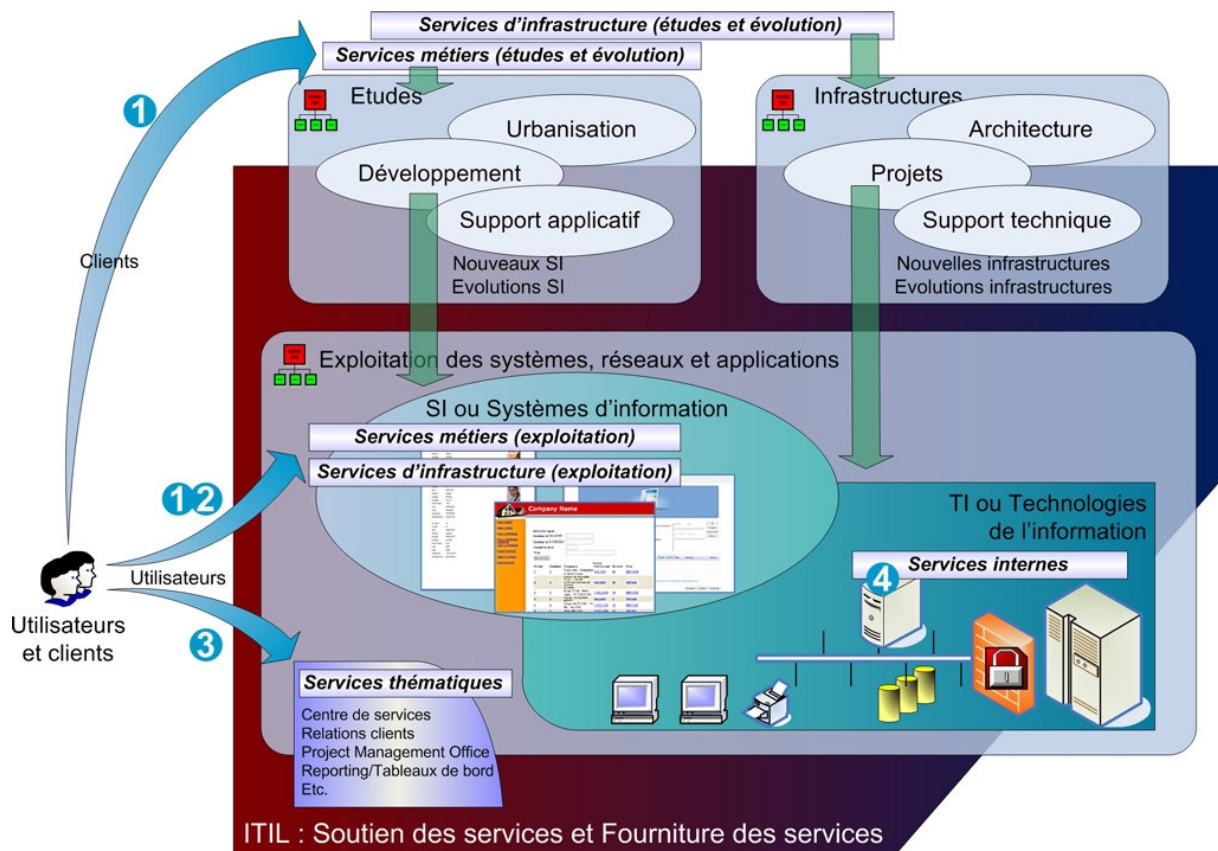 Services d'infrastructure (études et évolution)
Services métiers (études et évolution)
1
Etudes
Urbanisation
Développement
Support applicatif
Nouveaux SI
Evolutions SI
Infrastructures
Architecture
Projets
Support technique
Nouvelles infrastructures
Evolutions infrastructures
Clients
Exploitation des systèmes, réseaux et applications
SI ou Systèmes d'information
Services métiers (exploitation)
Services d'infrastructure (exploitation)
Company Name
1 2
TI ou Technologies
de l'information
Services internes
4
Utilisateurs
Utilisateurs
et clients
3
Services thématiques
Centre de services
Relations clients
Project Management Office
Reporting/Tableaux de bord
Etc.
ITIL : Soutien des services et Fourniture des services